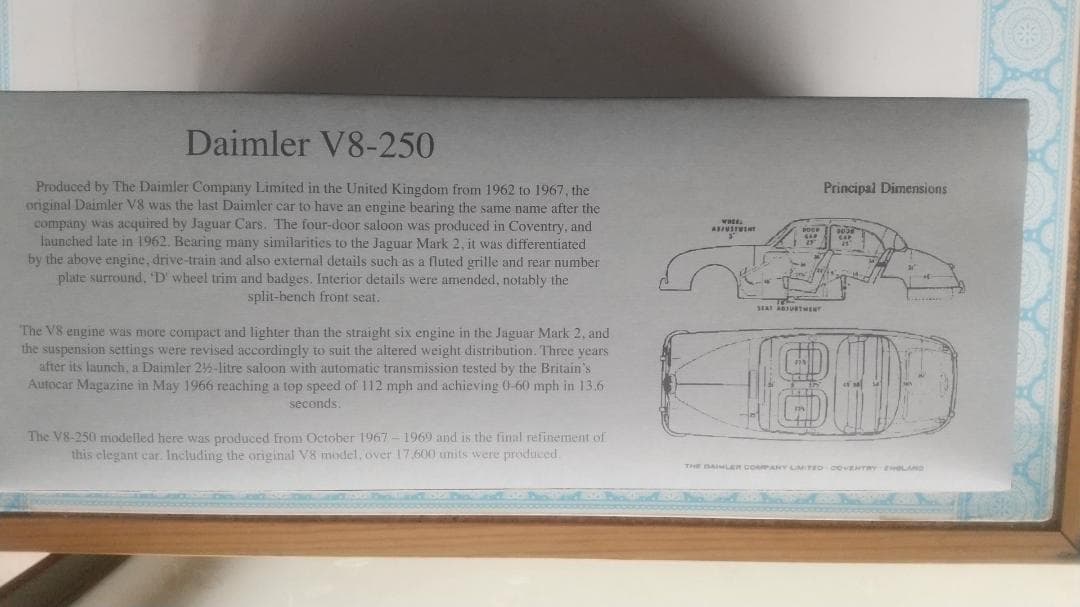 Daimler V8-250
Produced by The Daimler Company Limited in the United Kingdom from 1962 to 1967, the
original Daimler V8 was the last Daimler car to have an engine bearing the same name after the
company was acquired by Jaguar Cars. The four-door saloon was produced in Coventry, and
launched late in 1962. Bearing many similarities to the Jaguar Mark 2, it was differentiated
by the above engine, drive-train and also external details such as a fluted grille and rear number
plate surround, 'D' wheel trim and badges. Interior details were amended, notably the
split-bench front seat.
The V8 engine was more compact and lighter than the straight six engine in the Jaguar Mark 2, and
the suspension settings were revised accordingly to suit the altered weight distribution. Three years
after its launch, a Daimler 2½-litre saloon with automatic transmission tested by the Britain's
Autocar Magazine in May 1966 reaching a top speed of 112 mph and achieving 0-60 mph in 13.6
seconds.
The V8-250 modelled here was produced from October 1967 – 1969 and is the final refinement of
this elegant car. Including the original V8 model, over 17,600 units were produced.
Principal Dimensions
WHEEL
ADJUSTMENT
3"
DOOR
GAP
DOOR
GAP
SEAT ADJUSTMENT
THE DAIMLER COMPANY LIMITED COVENTRY ENGLAND